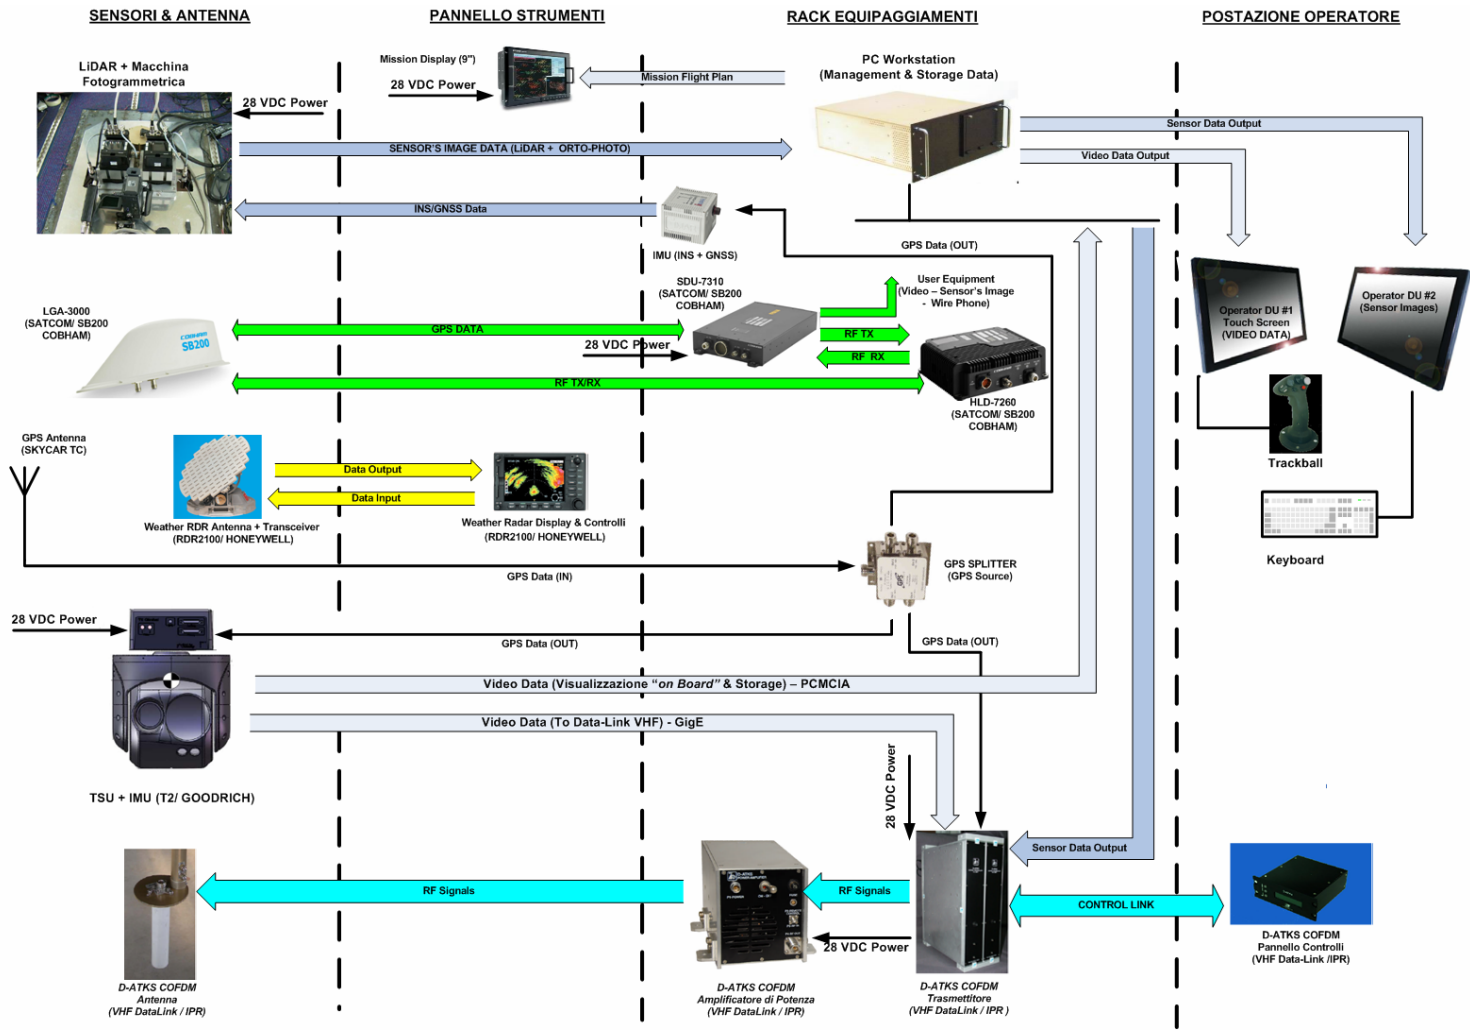 SENSORI & ANTENNA
PANNELLO STRUMENTI
RACK EQUIPAGGIAMENTI
POSTAZIONE OPERATORE
LiDAR + Macchina
Fotogrammetrica
28 VDC Power
Mission Display (9")
28 VDC Power
Mission Flight Plan
PC Workstation
(Management & Storage Data)
Sensor Data Output
Video Data Output
SENSOR'S IMAGE DATA (LiDAR + ORTO-PHOTO)
INS/GNSS Data
IMU (INS + GNSS)
GPS Data (OUT)
LGA-3000
(SATCOM/ SB200
COBHAM)
COBHAM
SB200
GPS DATA
28 VDC Power
SDU-7310
(SATCOM/ SB200
COBHAM)
User Equipment
(Video – Sensor's Image
- Wire Phone)
RF TX
RF RX
RF TX/RX
HLD-7260
(SATCOM/ SB200
COBHAM)
Operator DU #1
Touch Screen
(VIDEO DATA)
Operator DU #2
(Sensor Images)
Trackball
Keyboard
GPS Antenna
(SKYCAR TC)
Data Output
Data Input
Weather RDR Antenna + Transceiver
(RDR2100/ HONEYWELL)
Weather Radar Display & Controlli
(RDR2100/ HONEYWELL)
GPS Data (IN)
GPS
GPS SPLITTER
(GPS Source)
28 VDC Power
GPS Data (OUT)
GPS Data (OUT)
Video Data (Visualizzazione "on Board" & Storage) – PCMCIA
Video Data (To Data-Link VHF) - GigE
TSU + IMU (T2/ GOODRICH)
28 VDC Power
Sensor Data Output
RF Signals
D-ATKS
RF Signals
CONTROL LINK
28 VDC Power
D-ATKS COFDM
Antenna
(VHF DataLink / IPR)
D-ATKS COFDM
Amplificatore di Potenza
(VHF DataLink / IPR)
D-ATKS COFDM
Trasmettitore
(VHF DataLink / IPR )
D-ATKS COFDM
Pannello Controlli
(VHF Data-Link /IPR)